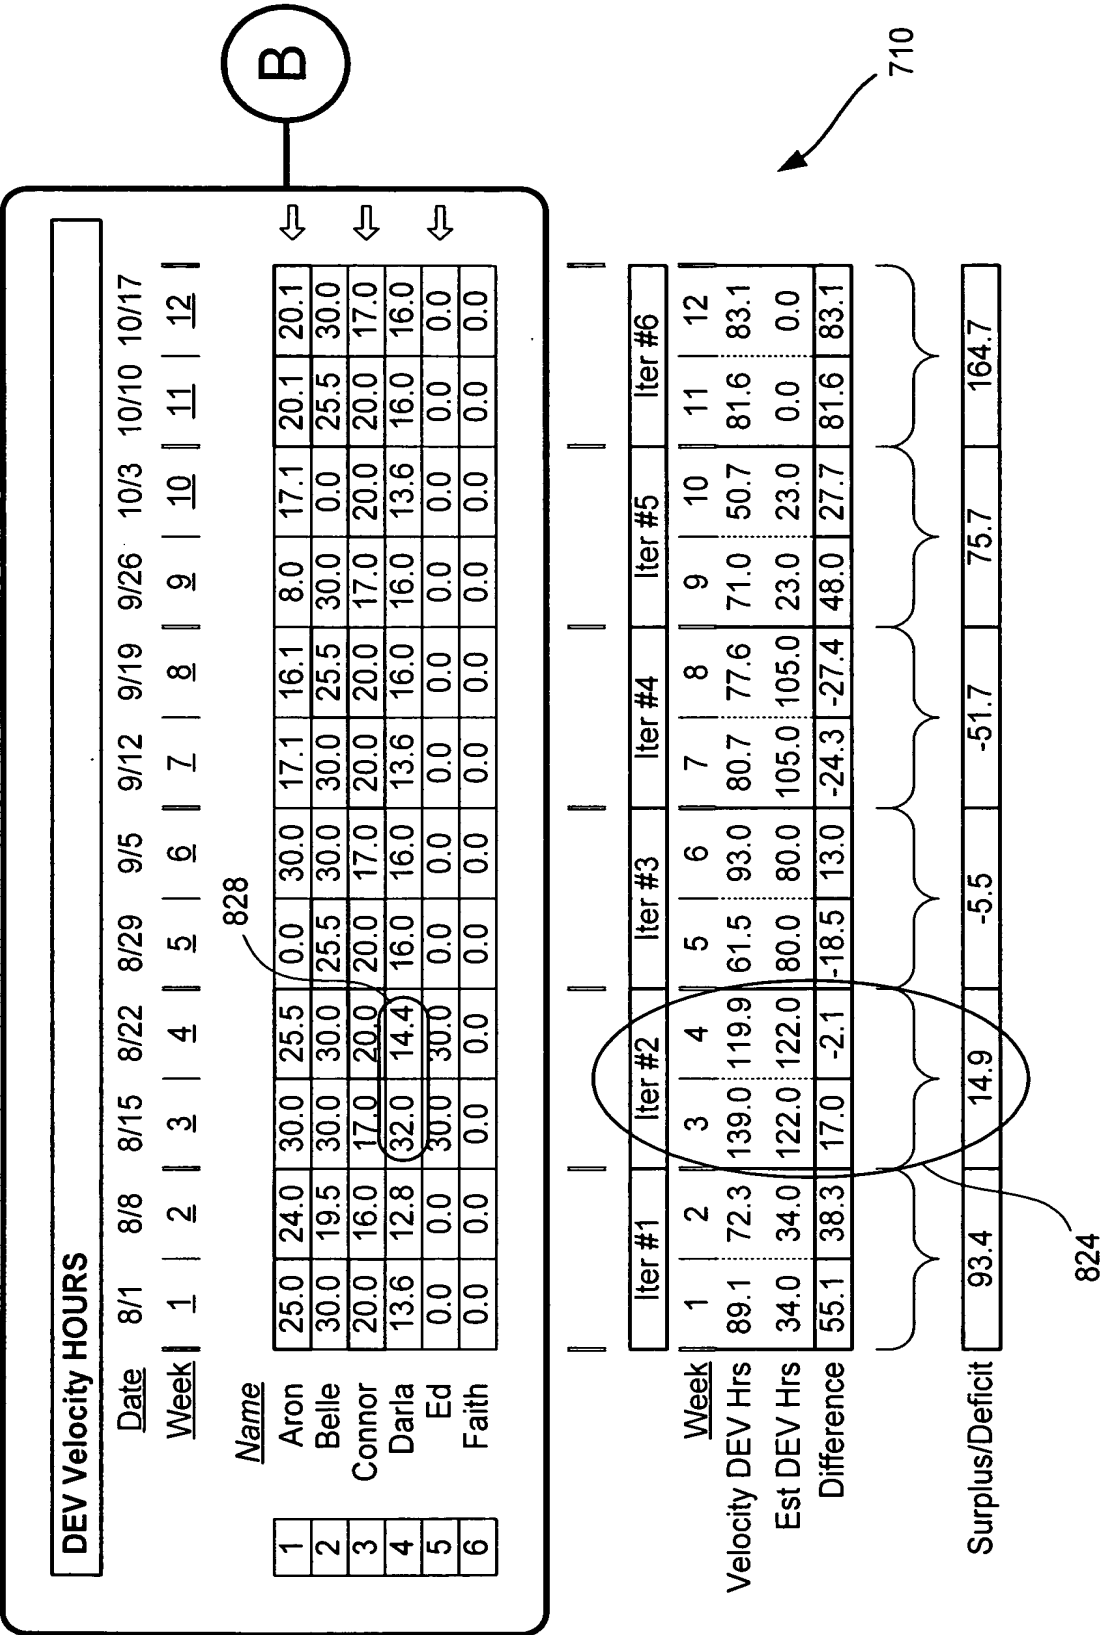 DEV Velocity HOURS
Date 8/1 8/8 8/15 8/22 8/29 9/5 9/12 9/19 9/26 10/3 10/10 10/17
Week 1 2 3 4 5 6 7 8 9 10 11 12
B
828
Name
1 Aron 25.0 24.0 30.0 25.5 0.0 30.0 17.1 16.1 8.0 17.1 20.1 20.1
2 Belle 30.0 19.5 30.0 30.0 25.5 30.0 30.0 25.5 30.0 0.0 25.5 30.0
3 Connor 20.0 16.0 17.0 20.0 20.0 17.0 20.0 20.0 17.0 20.0 20.0 17.0
4 Darla 13.6 12.8 32.0 14.4 16.0 16.0 13.6 16.0 16.0 13.6 16.0 16.0
5 Ed 0.0 0.0 30.0 30.0 0.0 0.0 0.0 0.0 0.0 0.0 0.0 0.0
6 Faith 0.0 0.0 0.0 0.0 0.0 0.0 0.0 0.0 0.0 0.0 0.0 0.0
Iter #1 Iter #2 Iter #3 Iter #4 Iter #5 Iter #6
Week 1 2 3 4 5 6 7 8 9 10 11 12
Velocity DEV Hrs 89.1 72.3 139.0 119.9 61.5 93.0 80.7 77.6 71.0 50.7 81.6 83.1
Est DEV Hrs 34.0 34.0 122.0 122.0 80.0 80.0 105.0 105.0 23.0 23.0 0.0 0.0
Difference 55.1 38.3 17.0 -2.1 -18.5 13.0 -24.3 -27.4 48.0 27.7 81.6 83.1
710
Surplus/Deficit 93.4 14.9 -5.5 -51.7 75.7 164.7
824